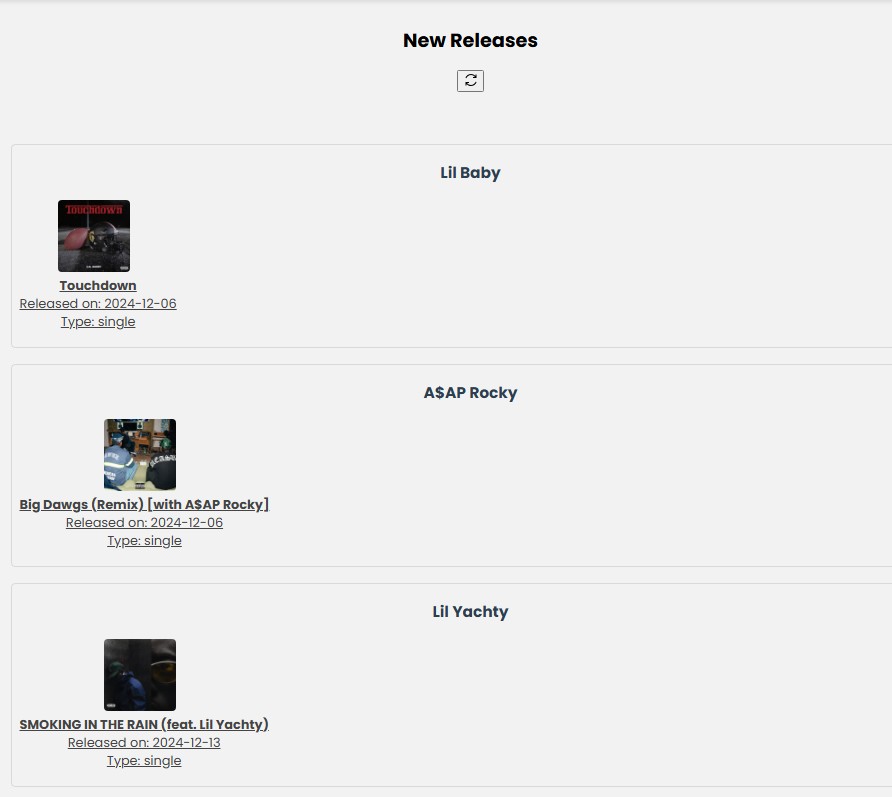 New Releases
Lil Baby
Touchdown
Touchdown
Released on: 2024-12-06
Type: single
A$AP Rocky
Big Dawgs (Remix) [with A$AP Rocky]
Released on: 2024-12-06
Type: single
Lil Yachty
SMOKING IN THE RAIN (feat. Lil Yachty)
Released on: 2024-12-13
Type: single